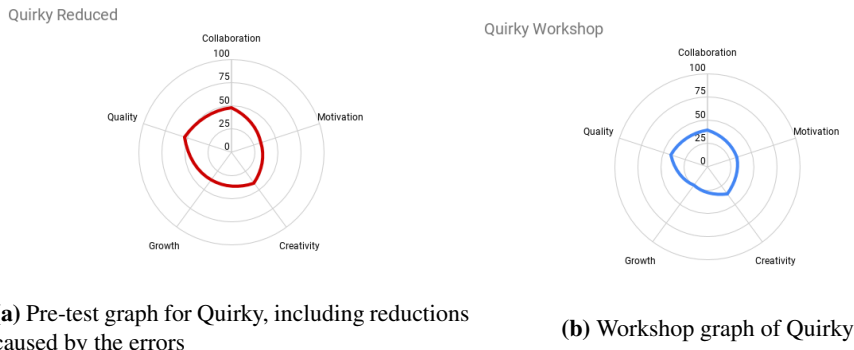 Quirky Reduced
Collaboration
100
75
50
25
0
Quality
Motivation
Growth
Creativity
(a) Pre-test graph for Quirky, including reductions
caused by the errors
Quirky Workshop
Collaboration
100
75
50
25
0
Quality
Motivation
Growth
Creativity
(b) Workshop graph of Quirky